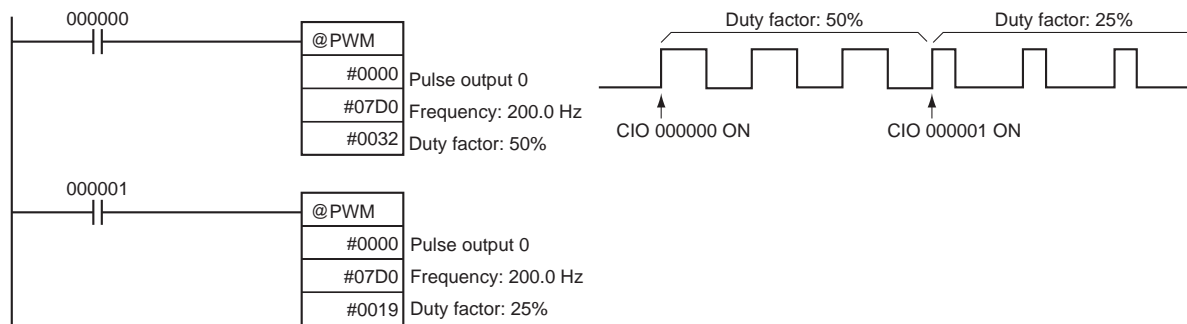 000000
@PWM
#0000 Pulse output 0
#07D0 Frequency: 200.0 Hz
#0032 Duty factor: 50%
Duty factor: 50%
Duty factor: 25%
CIO 000000 ON
CIO 000001 ON
000001
@PWM
#0000 Pulse output 0
#07D0 Frequency: 200.0 Hz
#0019 Duty factor: 25%